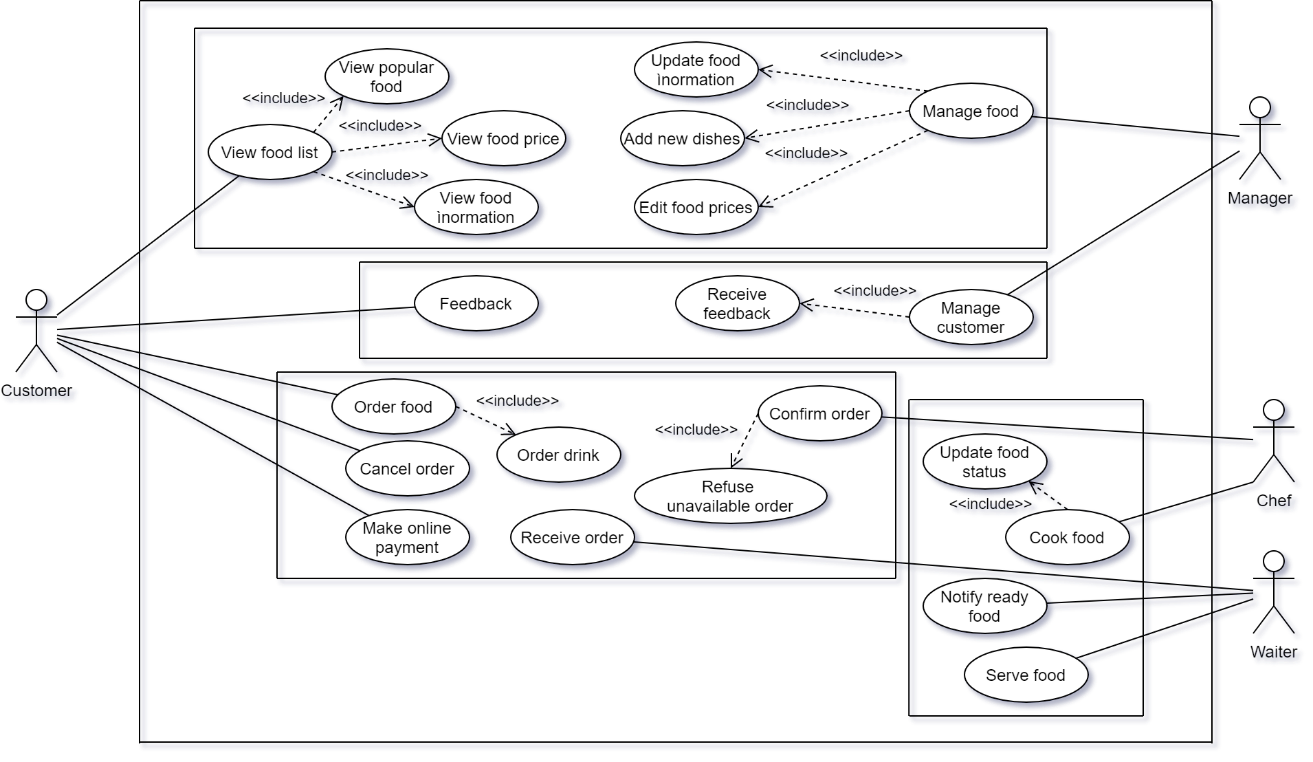 View popular
food
<<include>>
<<include>>
View food list
View food price
<<include>>
View food
ìnormation
Update food
ìnormation
<<include>>
Manage food
<<include>>
Add new dishes
<<include>>
Edit food prices
Manager
Feedback
Receive
feedback
<<include>>
Manage
customer
Customer
Order food
<<include>>
Order drink
Cancel order
Make online
payment
Receive order
Confirm order
<<include>>
Refuse
unavailable order
Update food
status
<<include>>
Cook food
Chef
Notify ready
food
Serve food
Waiter